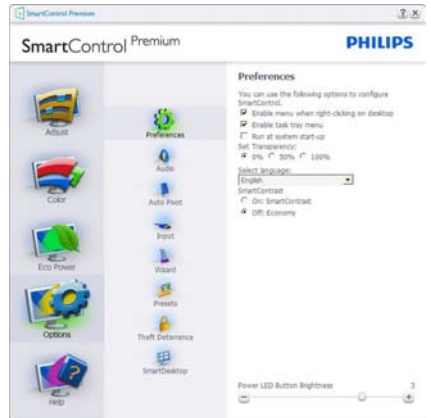 SmartControl Premium
SmartControl Premium
PHILIPS
Adjust
Color
Eco Power
Options
Help
Preferences
Audio
Auto Pivot
Input
Wizard
Presets
Theft Deterrence
SmartDesktop
Preferences
You can use the following options to configure
SmartControl.
Enable menu when right-clicking on desktop
Enable task tray menu
Run at system start-up
Set Transparency:
0% 50% 100%
Select language:
English
SmartContrast
On: SmartContrast
Off: Economy
Power LED Button Brightness 3